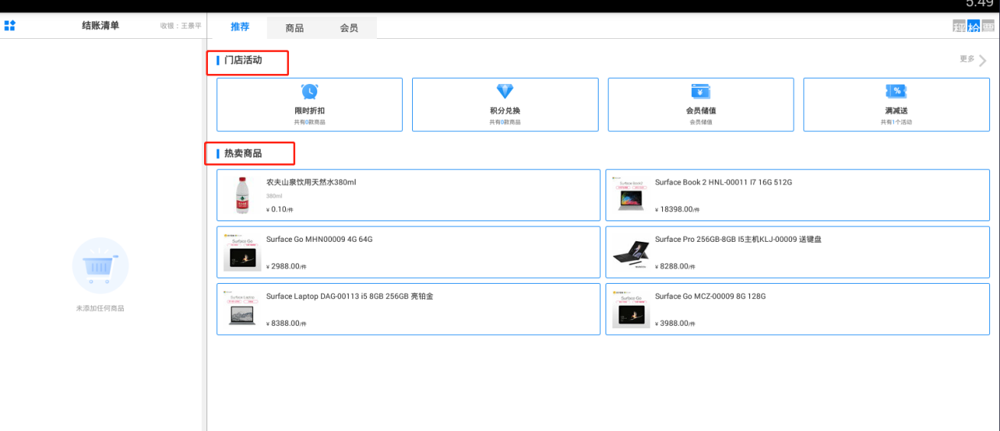 5:49
结账清单
收银：王景平
推荐
商品
会员
秤 枪 票
门店活动
更多
限时折扣
共有0款商品
积分兑换
共有0款商品
会员储值
会员储值
满减送
共有1个活动
热卖商品
农夫山泉饮用天然水380ml
380ml
¥ 0.10/件
Surface Book 2 HNL-00011 I7 16G 512G
¥ 18398.00/件
Surface Go MHN00009 4G 64G
¥ 2988.00/件
Surface Pro 256GB-8GB I5主机KLJ-00009 送键盘
¥ 8288.00/件
Surface Laptop DAG-00113 i5 8GB 256GB 亮铂金
¥ 8388.00/件
Surface Go MCZ-00009 8G 128G
¥ 3988.00/件
未添加任何商品